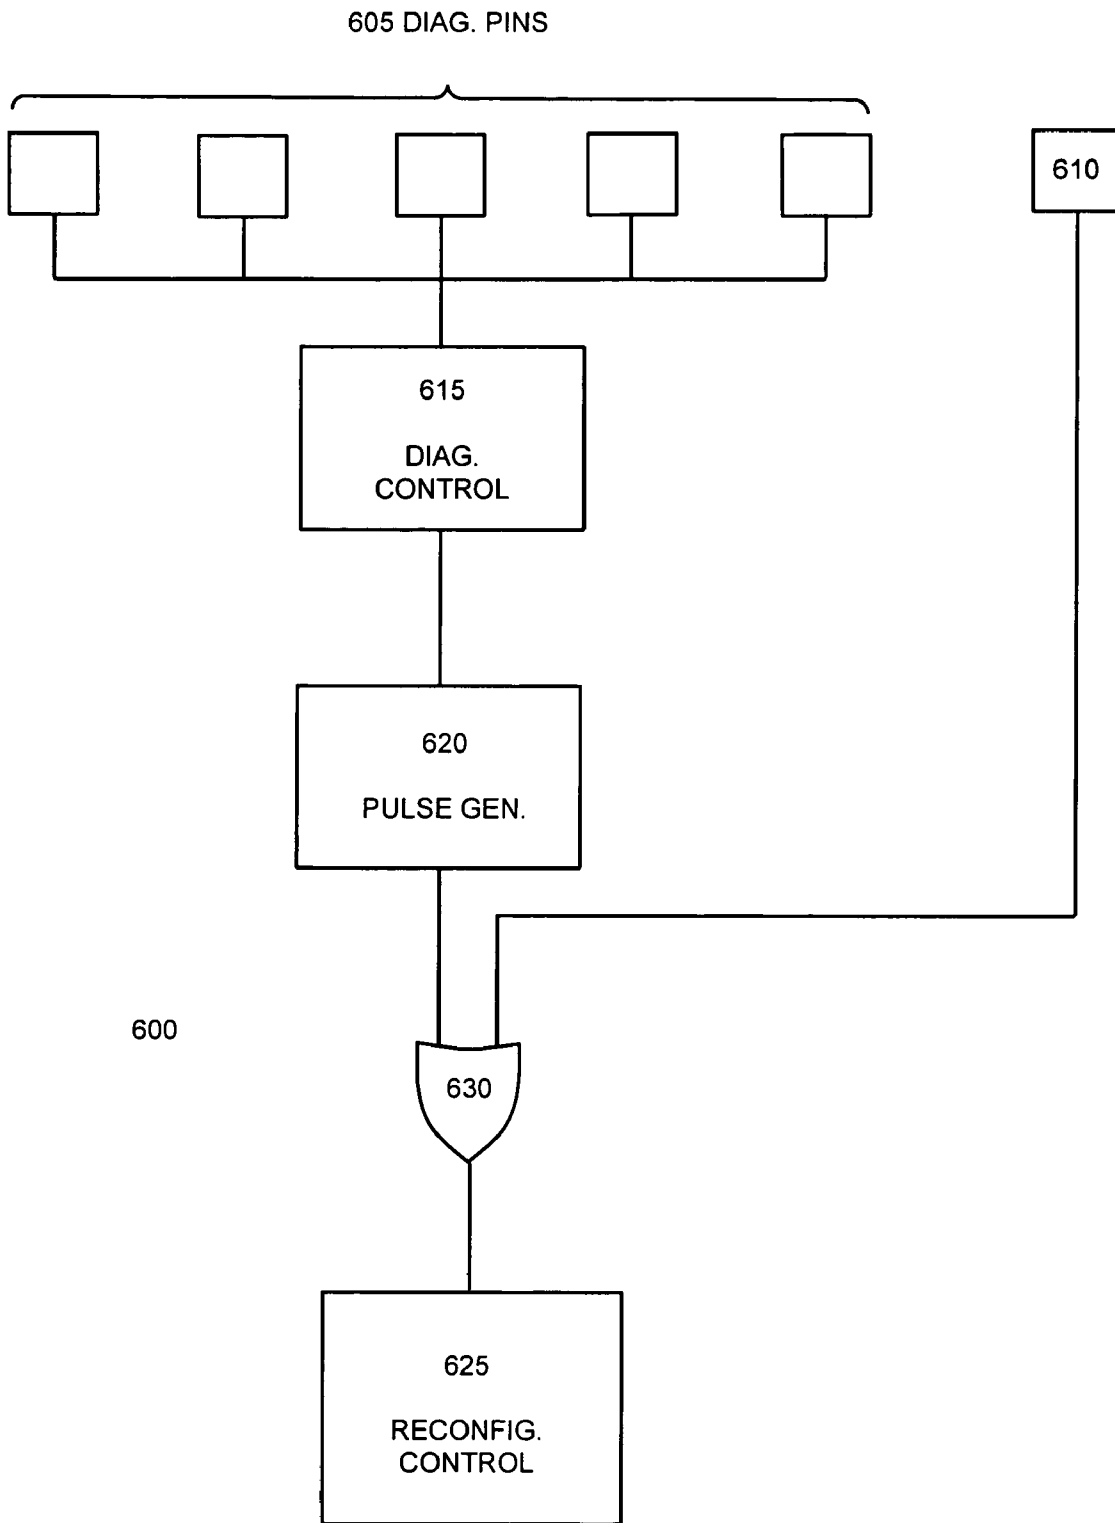 605 DIAG. PINS
610
615
DIAG.
CONTROL
620
PULSE GEN.
600
630
625
RECONFIG.
CONTROL